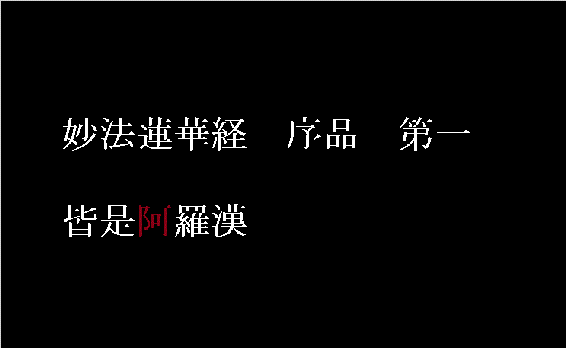 妙法蓮華経　序品　第一
皆是阿羅漢